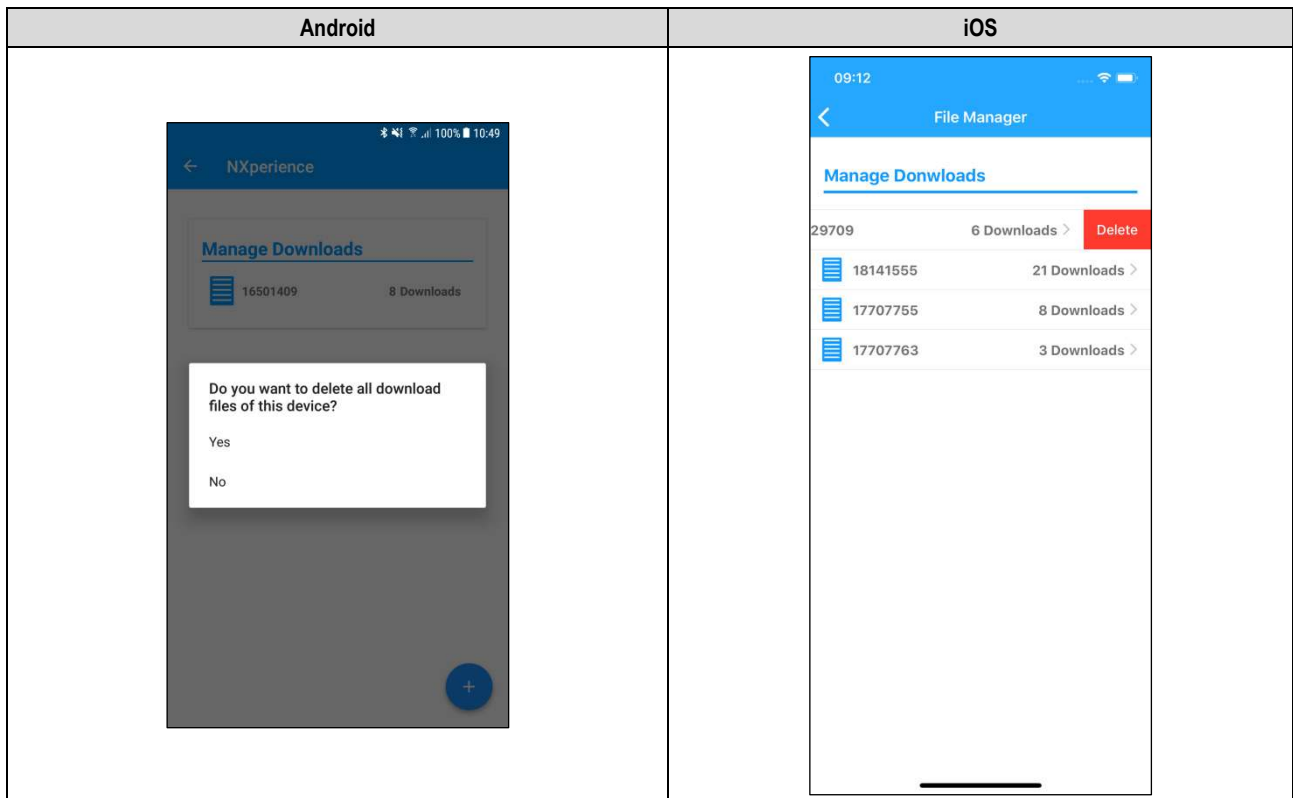 Android
iOS
100% 10:49
NXperience
Manage Downloads
16501409 8 Downloads
Do you want to delete all download
files of this device?
Yes
No
+
09:12
File Manager
Manage Donwloads
29709 6 Downloads > Delete
18141555 21 Downloads >
17707755 8 Downloads >
17707763 3 Downloads >